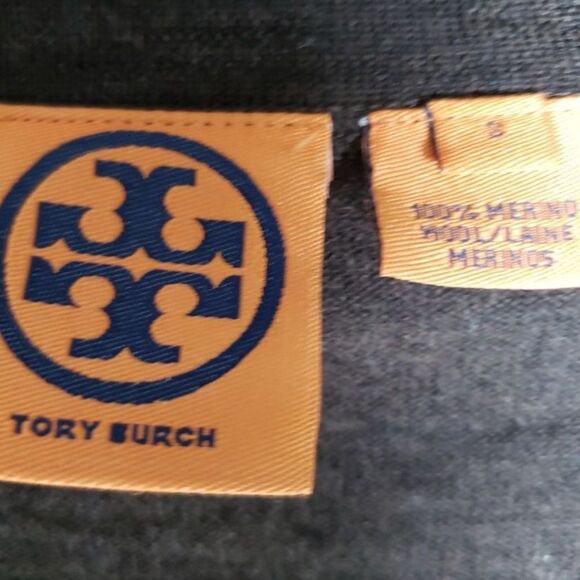 TORY BURCH
S
100% MERINO
WOOL/LAINE
MERINOS